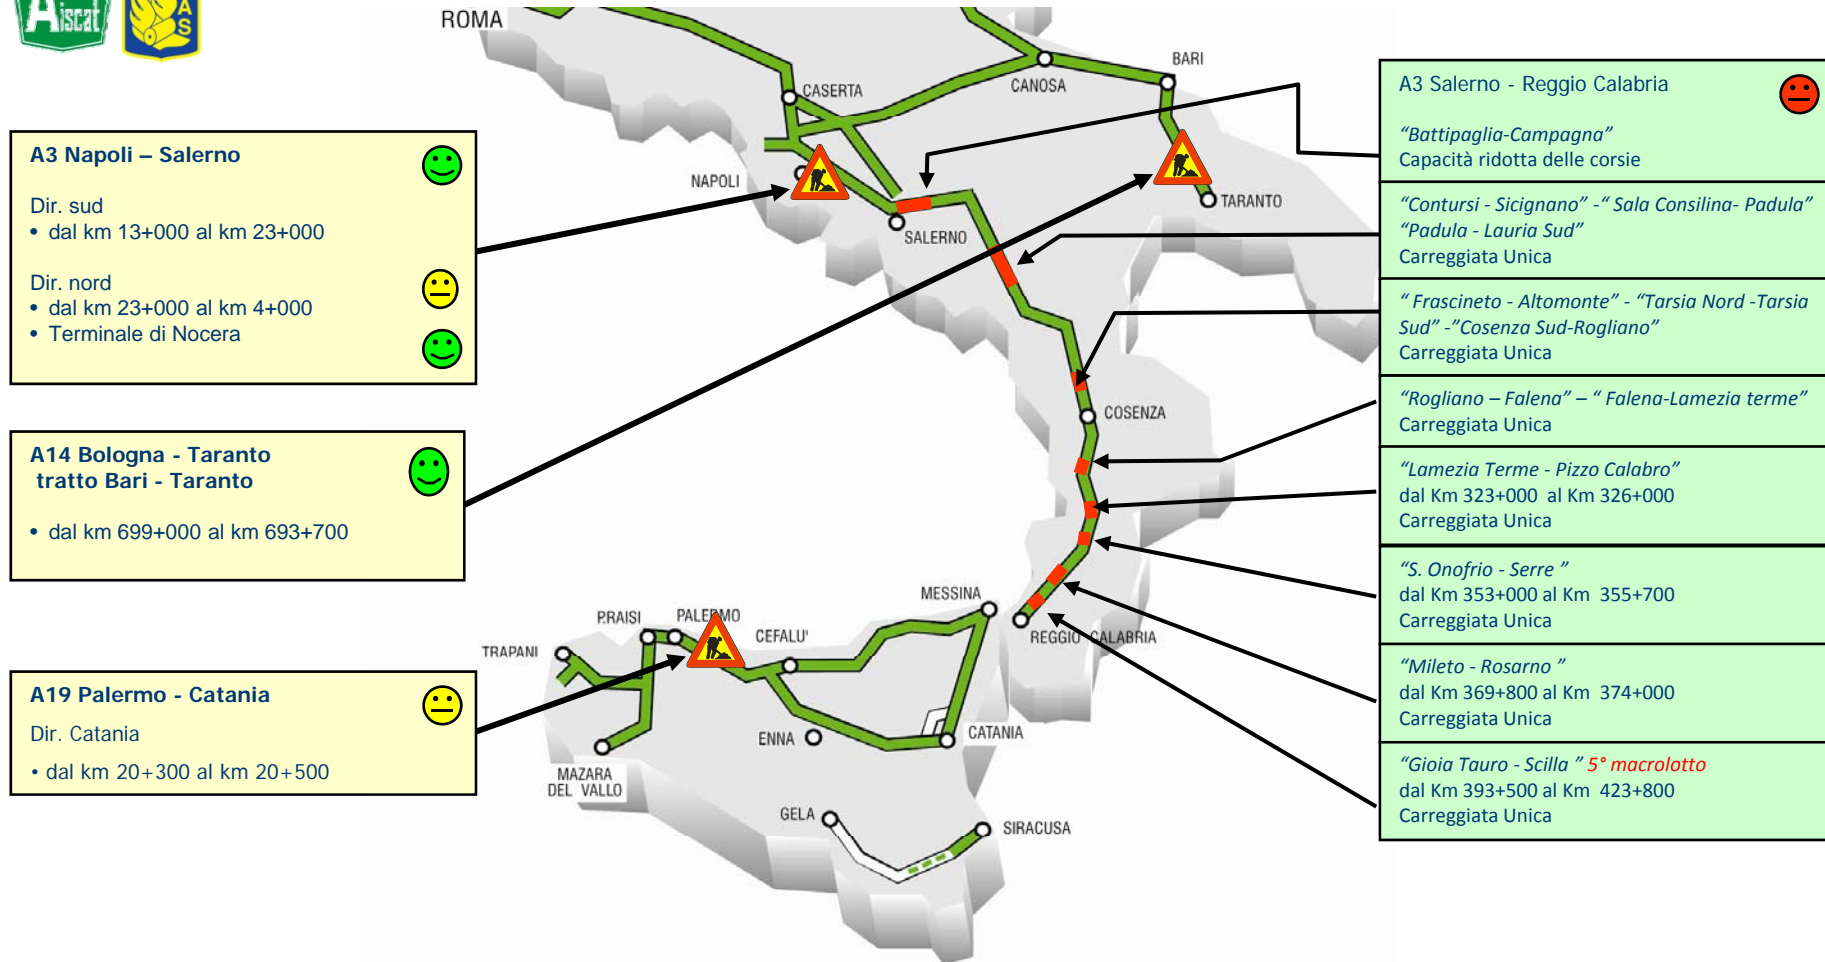 Aiscat
AS
A3 Napoli – Salerno
Dir. sud
• dal km 13+000 al km 23+000
Dir. nord
• dal km 23+000 al km 4+000
• Terminale di Nocera
A14 Bologna - Taranto
tratto Bari - Taranto
• dal km 699+000 al km 693+700
A19 Palermo - Catania
Dir. Catania
• dal km 20+300 al km 20+500
ROMA
CASERTA
CANOSA
BARI
NAPOLI
SALERNO
TARANTO
COSENZA
MESSINA
REGGIO CALABRIA
P.RAISI
PALERMO
CEFALU'
TRAPANI
ENNA
CATANIA
MAZARA
DEL VALLO
GELA
SIRACUSA
A3 Salerno - Reggio Calabria
“Battipaglia-Campagna”
Capacità ridotta delle corsie
“Contursi - Sicignano” -“ Sala Consilina- Padula”
“Padula - Lauria Sud”
Carreggiata Unica
“ Frascineto - Altomonte” - “Tarsia Nord -Tarsia
Sud” -”Cosenza Sud-Rogliano”
Carreggiata Unica
“Rogliano – Falena” – “ Falena-Lamezia terme”
Carreggiata Unica
“Lamezia Terme - Pizzo Calabro”
dal Km 323+000 al Km 326+000
Carreggiata Unica
“S. Onofrio - Serre ”
dal Km 353+000 al Km 355+700
Carreggiata Unica
“Mileto - Rosarno ”
dal Km 369+800 al Km 374+000
Carreggiata Unica
“Gioia Tauro - Scilla ” 5° macrolotto
dal Km 393+500 al Km 423+800
Carreggiata Unica